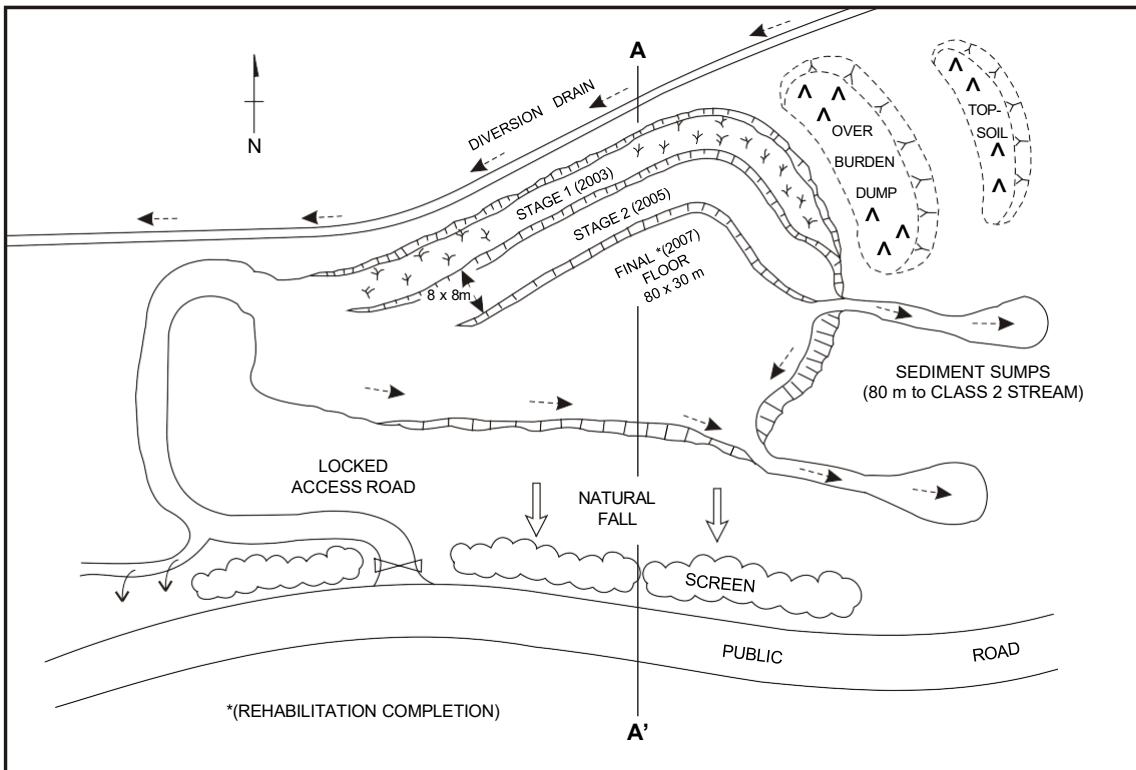 A
N
DIVERSION DRAIN
OVER
BURDEN
DUMP
TOP-
SOIL
STAGE 1 (2003)
STAGE 2 (2005)
FINAL *(2007)
FLOOR
80 x 30 m
8 x 8m
SEDIMENT SUMPS
(80 m to CLASS 2 STREAM)
LOCKED
ACCESS ROAD
NATURAL
FALL
SCREEN
PUBLIC ROAD
*(REHABILITATION COMPLETION)
A'